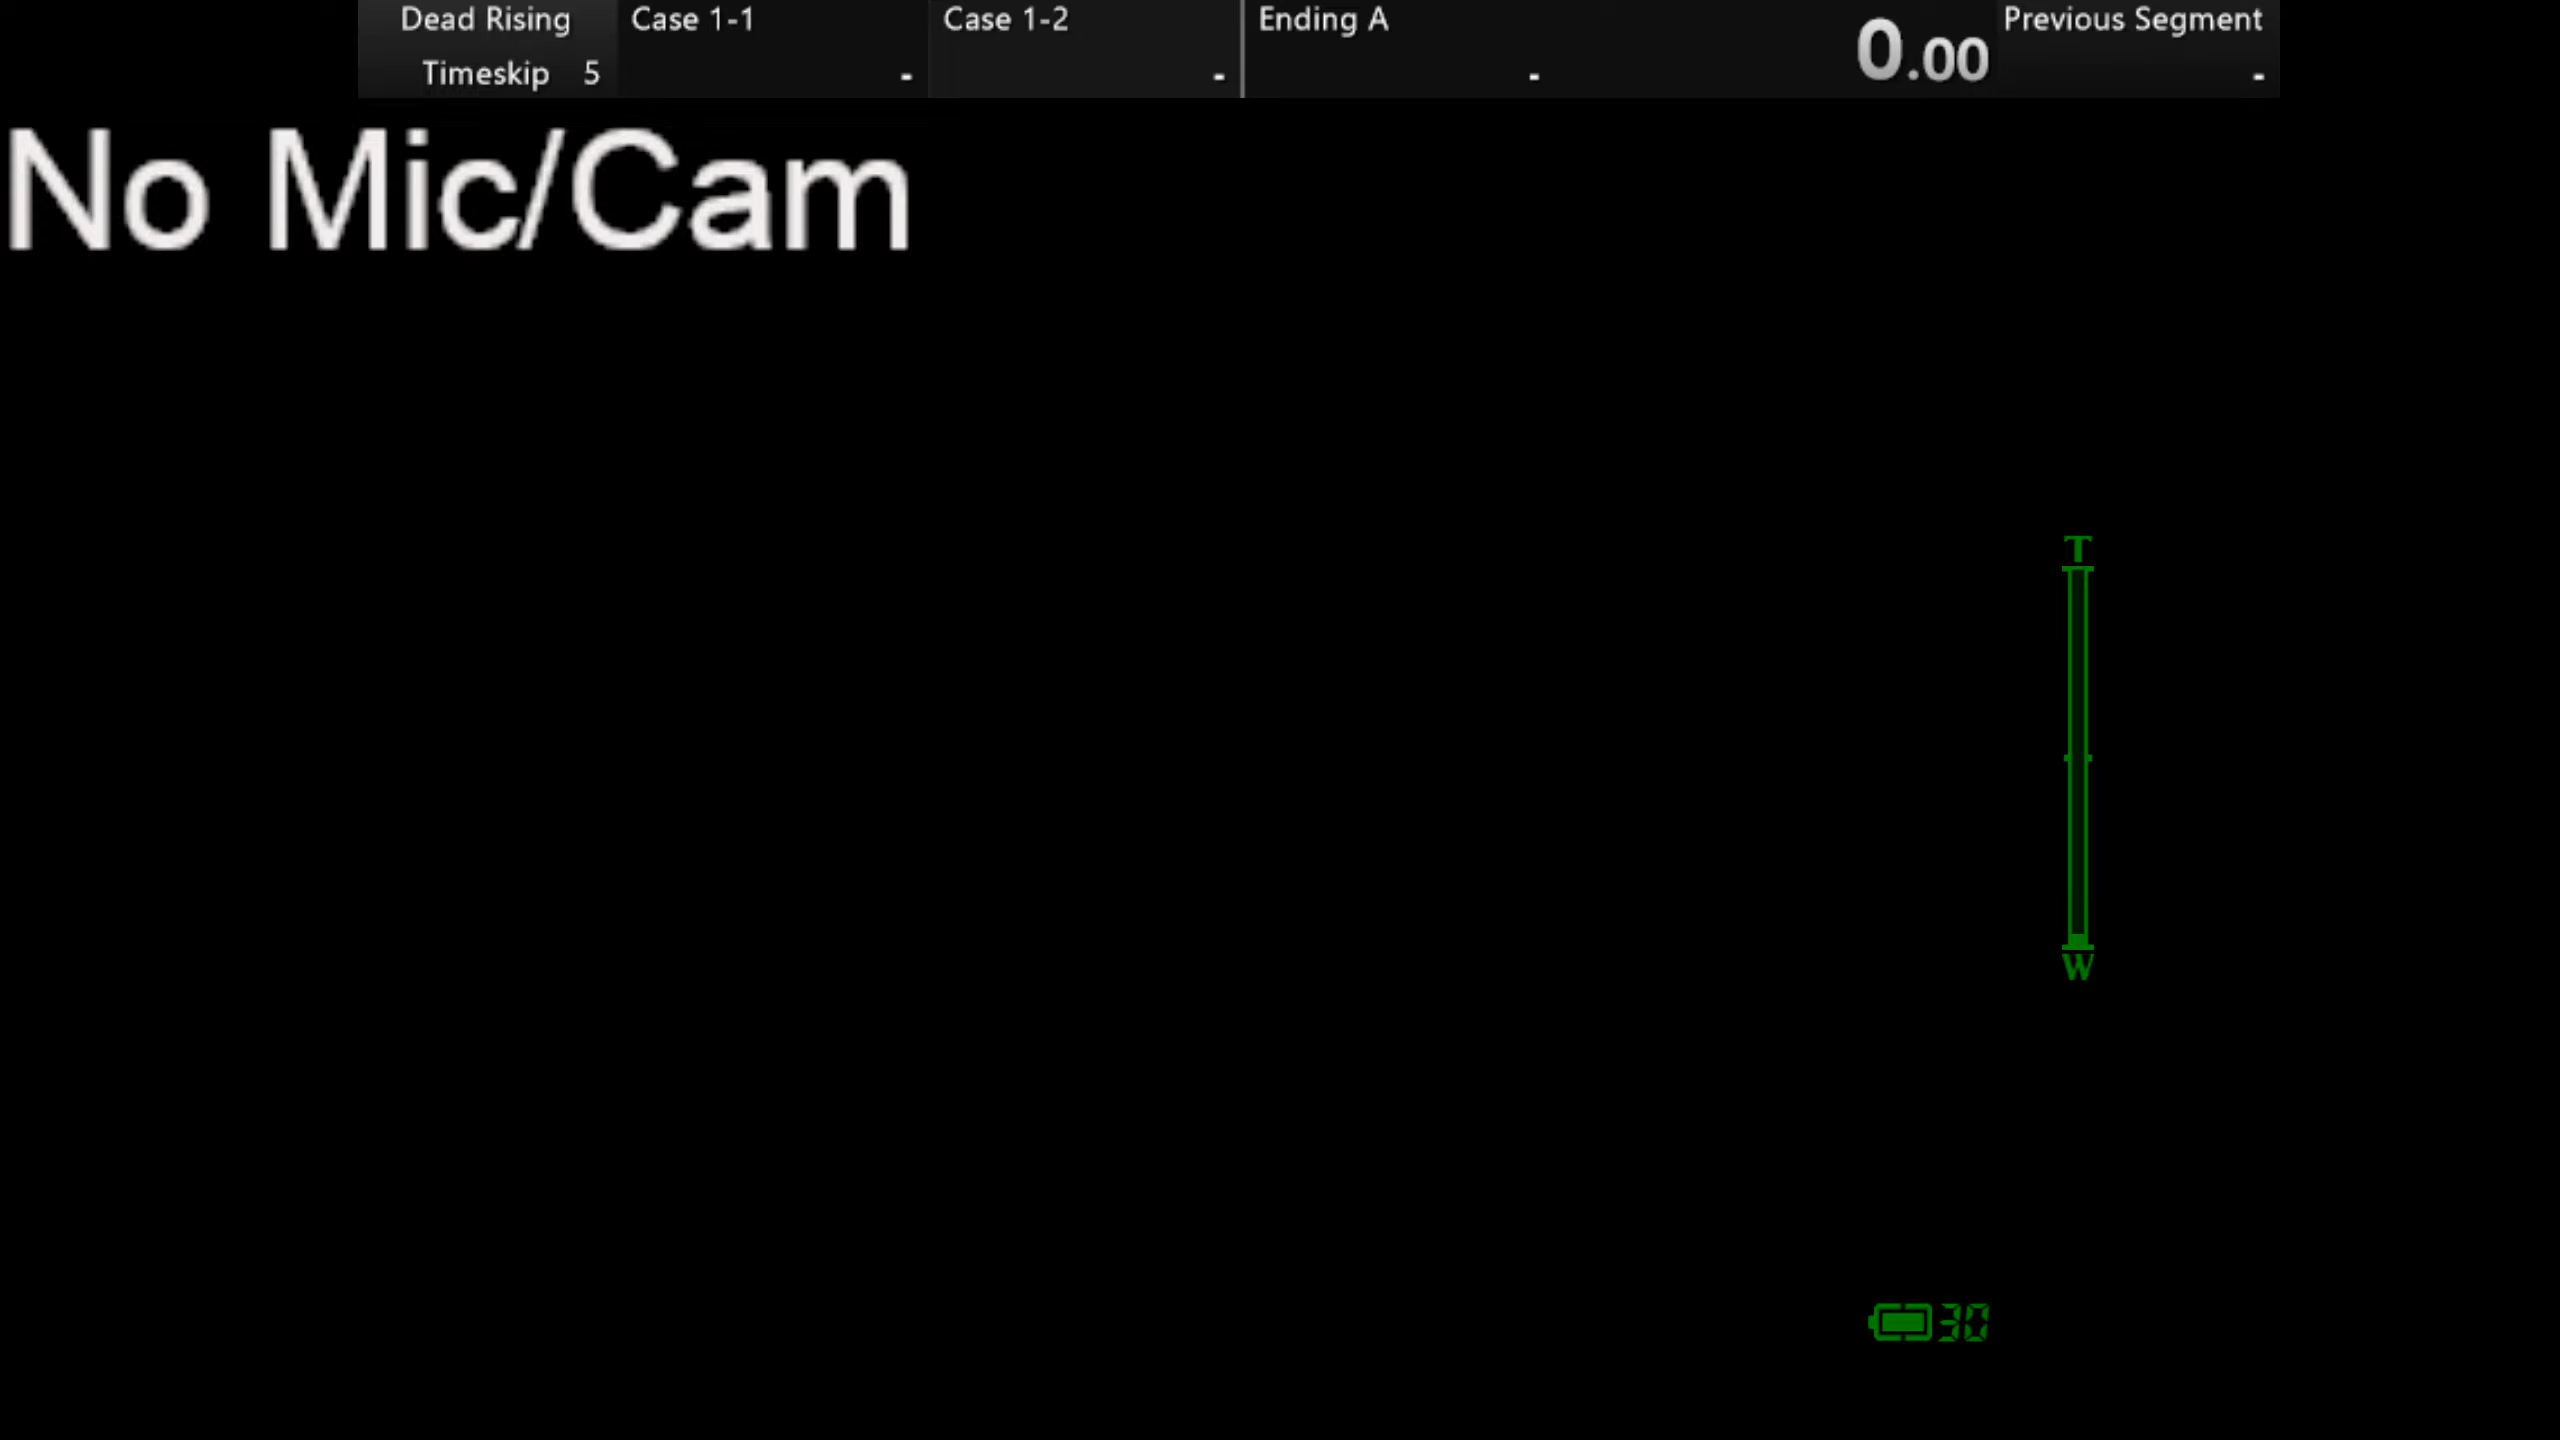 Dead Rising
Timeskip 5
Case 1-1
-
Case 1-2
-
Ending A
-
0.00
Previous Segment
-
No Mic/Cam
T
W
30